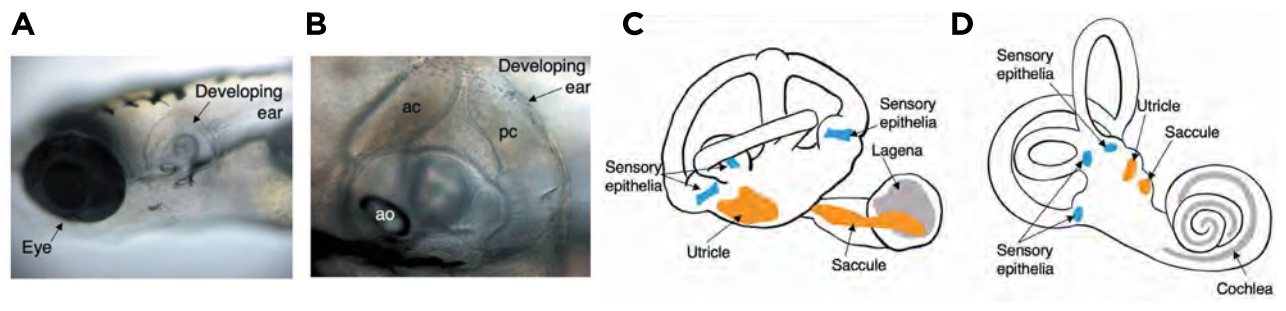 A
Developing
ear
Eye
B
Developing
ear
ac
pc
ao
C
Sensory
epithelia
Lagena
Sensory
epithelia
Utricle
Saccule
D
Sensory
epithelia
Utricle
Saccule
Sensory
epithelia
Cochlea